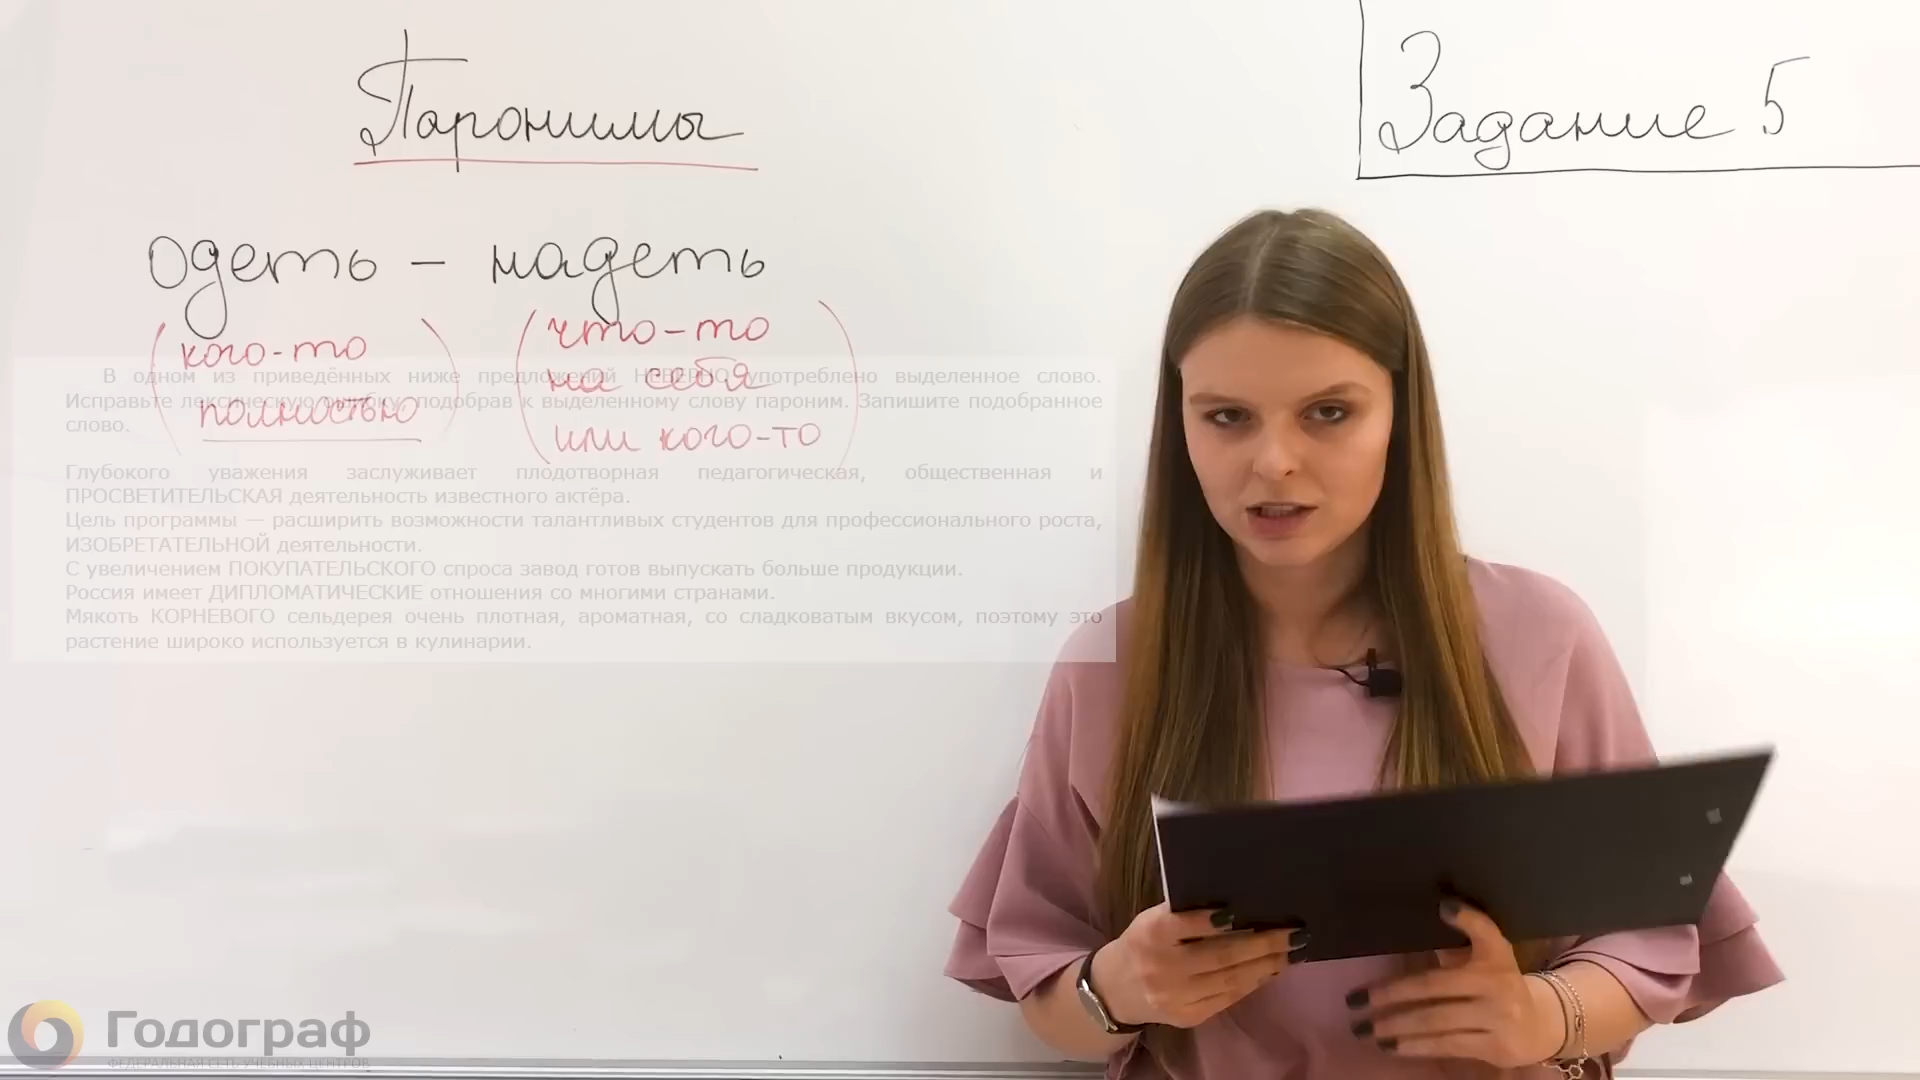 Паронимы
Задание 5
одеть - надеть
(кого-то
полностью)
(что-то
на себя
или кого-то)
В одном из приведённых ниже предложений НЕВЕРНО употреблено выделенное слово.
Исправьте лексическую ошибку, подобрав к выделенному слову пароним. Запишите подобранное
слово.
Глубокого уважения заслуживает плодотворная педагогическая, общественная и
ПРОСВЕТИТЕЛЬСКАЯ деятельность известного актёра.
Цель программы — расширить возможности талантливых студентов для профессионального роста,
ИЗОБРЕТАТЕЛЬНОЙ деятельности.
С увеличением ПОКУПАТЕЛЬСКОГО спроса завод готов выпускать больше продукции.
Россия имеет ДИПЛОМАТИЧЕСКИЕ отношения со многими странами.
Мякоть КОРНЕВОГО сельдерея очень плотная, ароматная, со сладковатым вкусом, поэтому это
растение широко используется в кулинарии.
Годограф
ФЕДЕРАЛЬНАЯ СЕТЬ УЧЕБНЫХ ЦЕНТРОВ